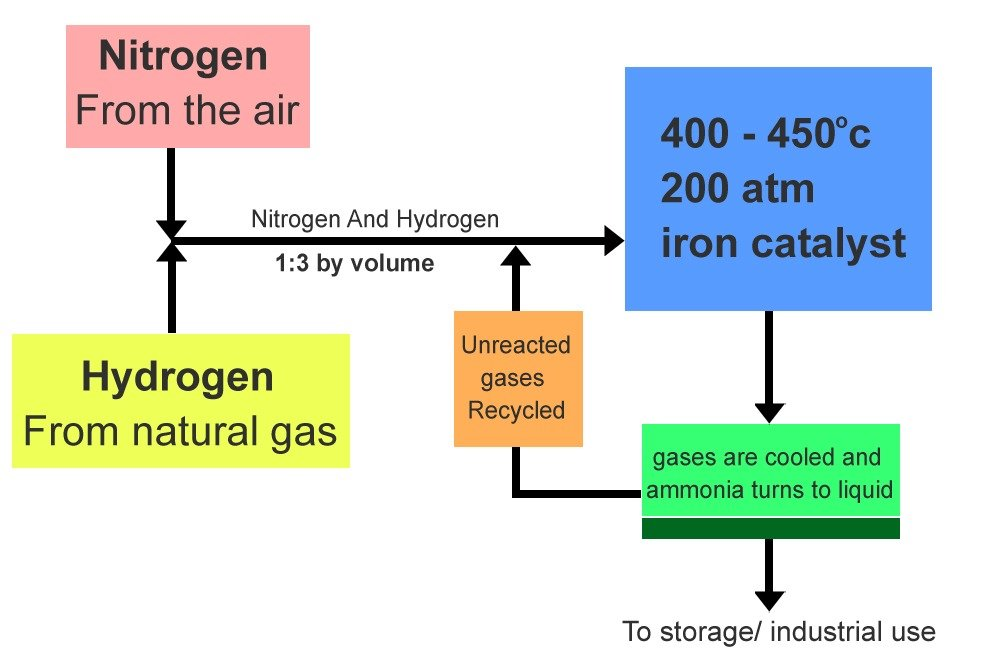 Nitrogen
From the air
Nitrogen And Hydrogen
1:3 by volume
Hydrogen
From natural gas
400 - 450°c
200 atm
iron catalyst
Unreacted
gases
Recycled
gases are cooled and
ammonia turns to liquid
To storage/ industrial use